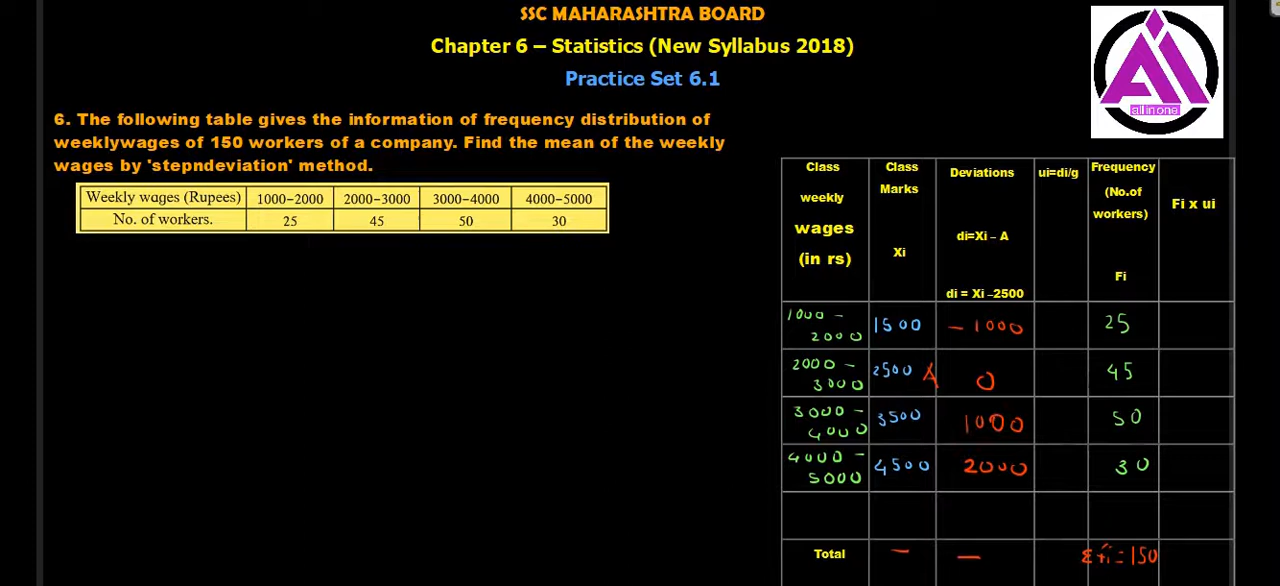 SSC MAHARASHTRA BOARD
Chapter 6 – Statistics (New Syllabus 2018)
Practice Set 6.1
all in one
6. The following table gives the information of frequency distribution of
weeklywages of 150 workers of a company. Find the mean of the weekly
wages by 'stepndeviation' method.
Weekly wages (Rupees) 1000–2000 2000–3000 3000–4000 4000–5000
No. of workers. 25 45 50 30
Class weekly wages (in rs)
Class Marks Xi
Deviations di=Xi – A di = Xi –2500
ui=di/g
Frequency (No.of workers) Fi
Fi x ui
1000 – 2000 1500 – 1000 25
2000 – 3000 2500 A 0 45
3000 – 4000 3500 1000 50
4000 – 5000 4500 2000 30
Total – – Σfi = 150